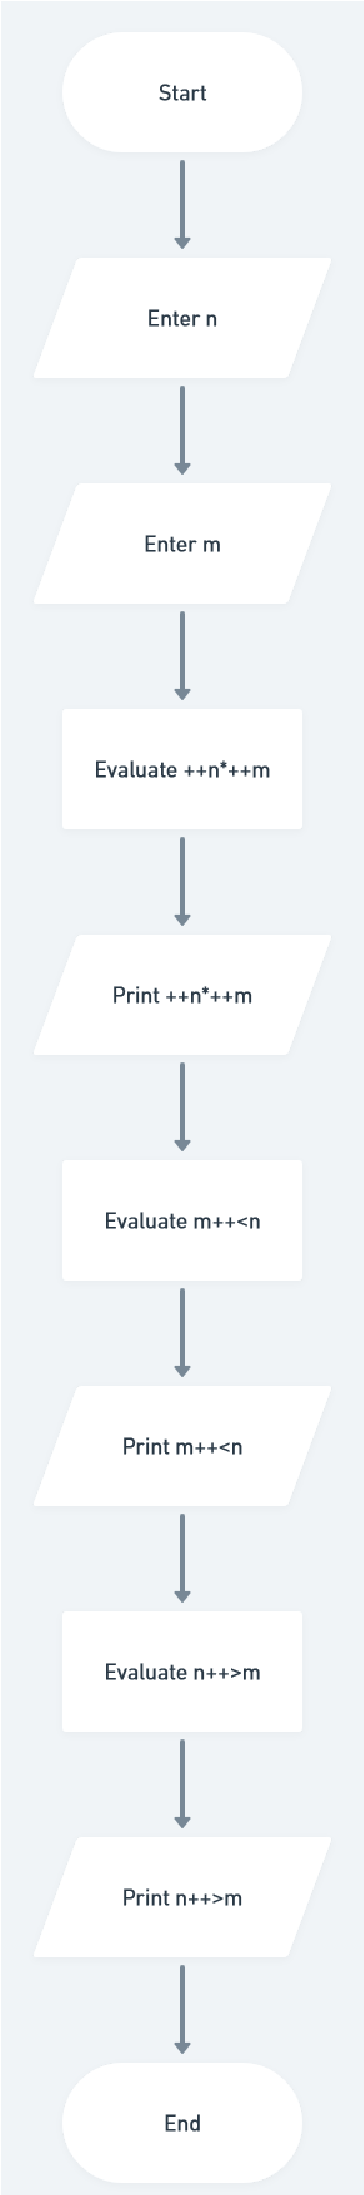 Start
Enter n
Enter m
Evaluate ++n*++m
Print ++n*++m
Evaluate m++<n
Print m++<n
Evaluate n++>m
Print n++>m
End